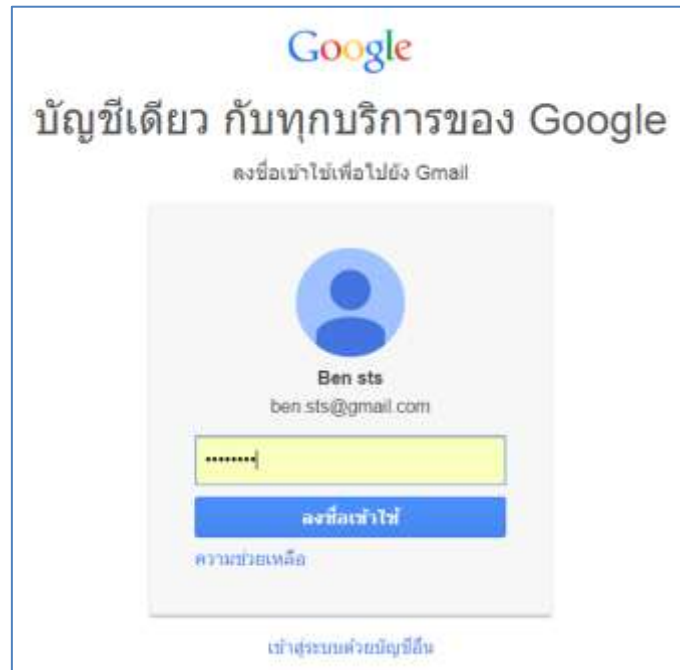 Google
บัญชีเดียว กับทุกบริการของ Google
ลงชื่อเข้าใช้เพื่อไปยัง Gmail
Ben sts
ben.sts@gmail.com
••••••••
ลงชื่อเข้าใช้
ความช่วยเหลือ
เข้าสู่ระบบด้วยบัญชีอื่น